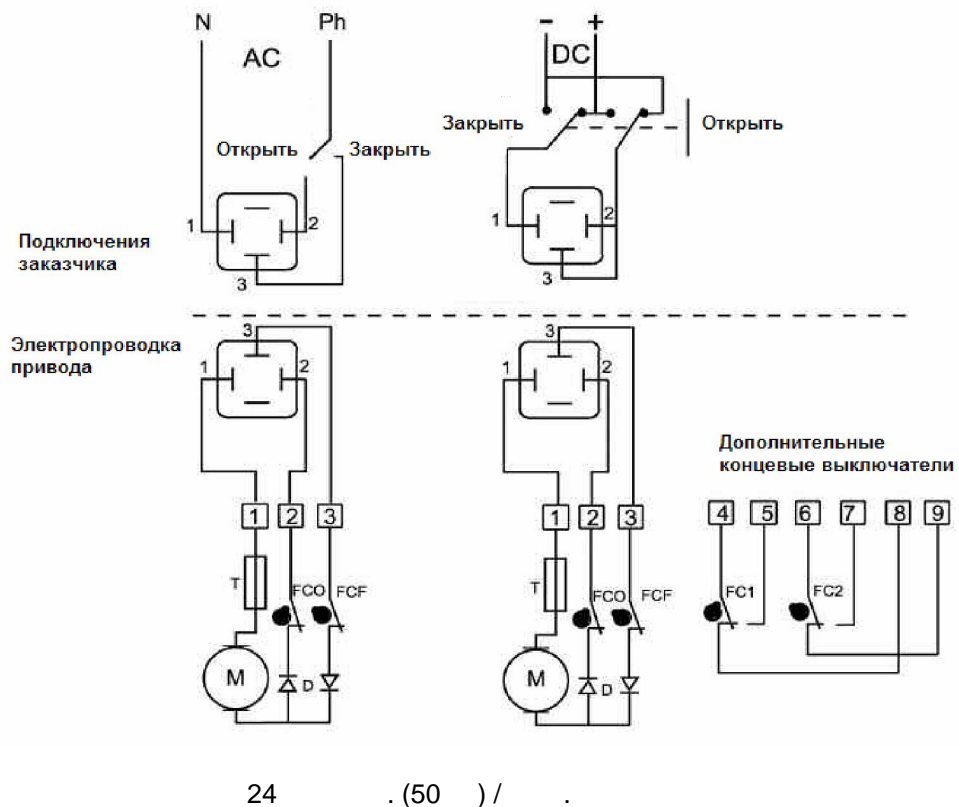 N Ph
AC
Открыть Закрыть
1 2
3
- +
DC
Закрыть Открыть
1 2
3
Подключения
заказчика
Электропроводка
привода
3
1 2
1 2 3
T FCO FCF
M D
3
1 2
1 2 3
T FCO FCF
M D
Дополнительные
концевые выключатели
4 5 6 7 8 9
FC1 FC2
24 . (50 ) / .